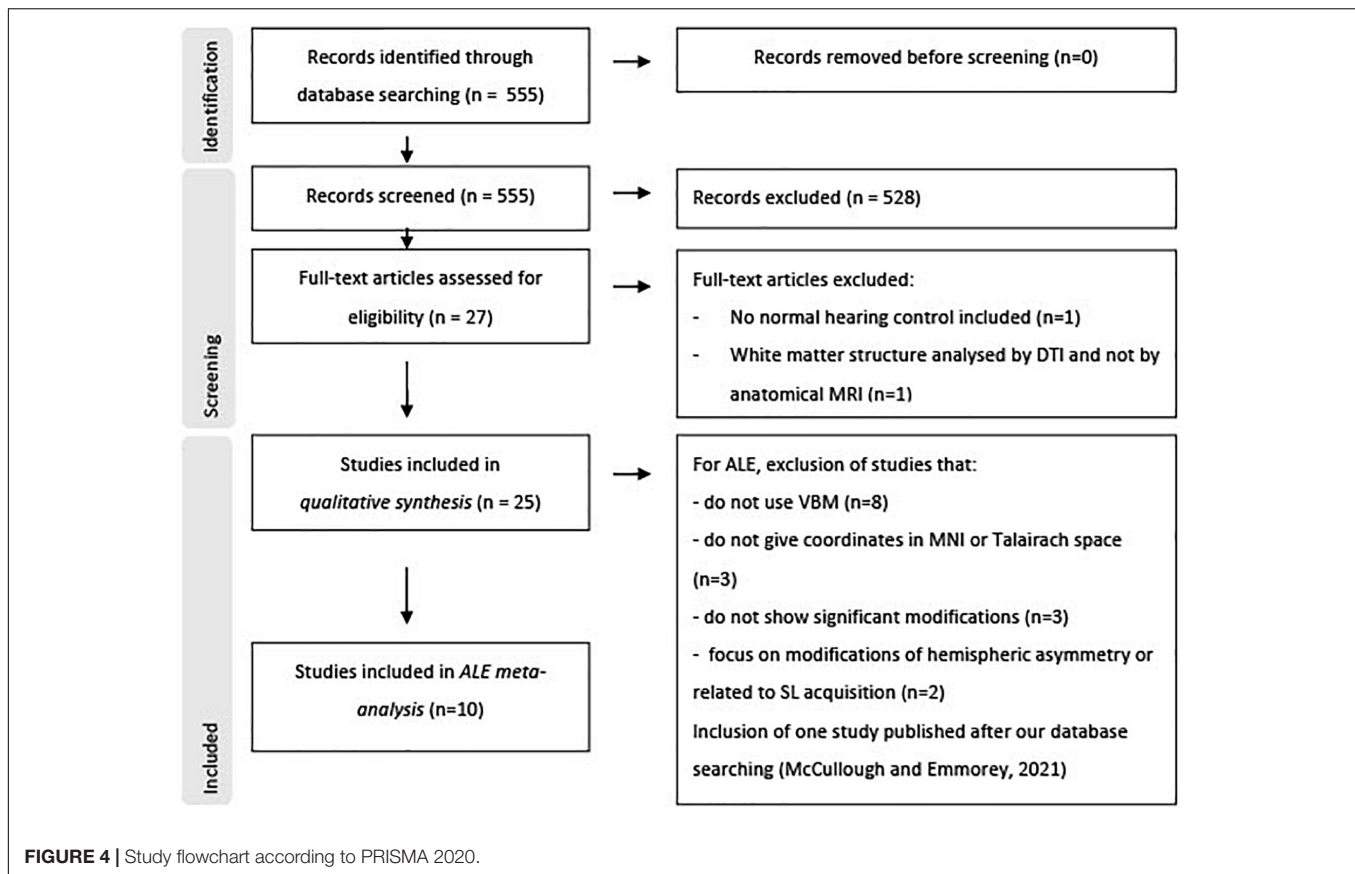 Identification
Records identified through
database searching (n = 555)
Records removed before screening (n=0)
Screening
Records screened (n = 555)
Records excluded (n = 528)
Full-text articles assessed for
eligibility (n = 27)
Full-text articles excluded:
- No normal hearing control included (n=1)
- White matter structure analysed by DTI and not by
anatomical MRI (n=1)
Included
Studies included in
qualitative synthesis (n = 25)
For ALE, exclusion of studies that:
- do not use VBM (n=8)
- do not give coordinates in MNI or Talairach space
(n=3)
- do not show significant modifications (n=3)
- focus on modifications of hemispheric asymmetry or
related to SL acquisition (n=2)
Inclusion of one study published after our database
searching (McCullough and Emmorey, 2021)
Studies included in ALE meta-
analysis (n=10)
FIGURE 4 | Study flowchart according to PRISMA 2020.